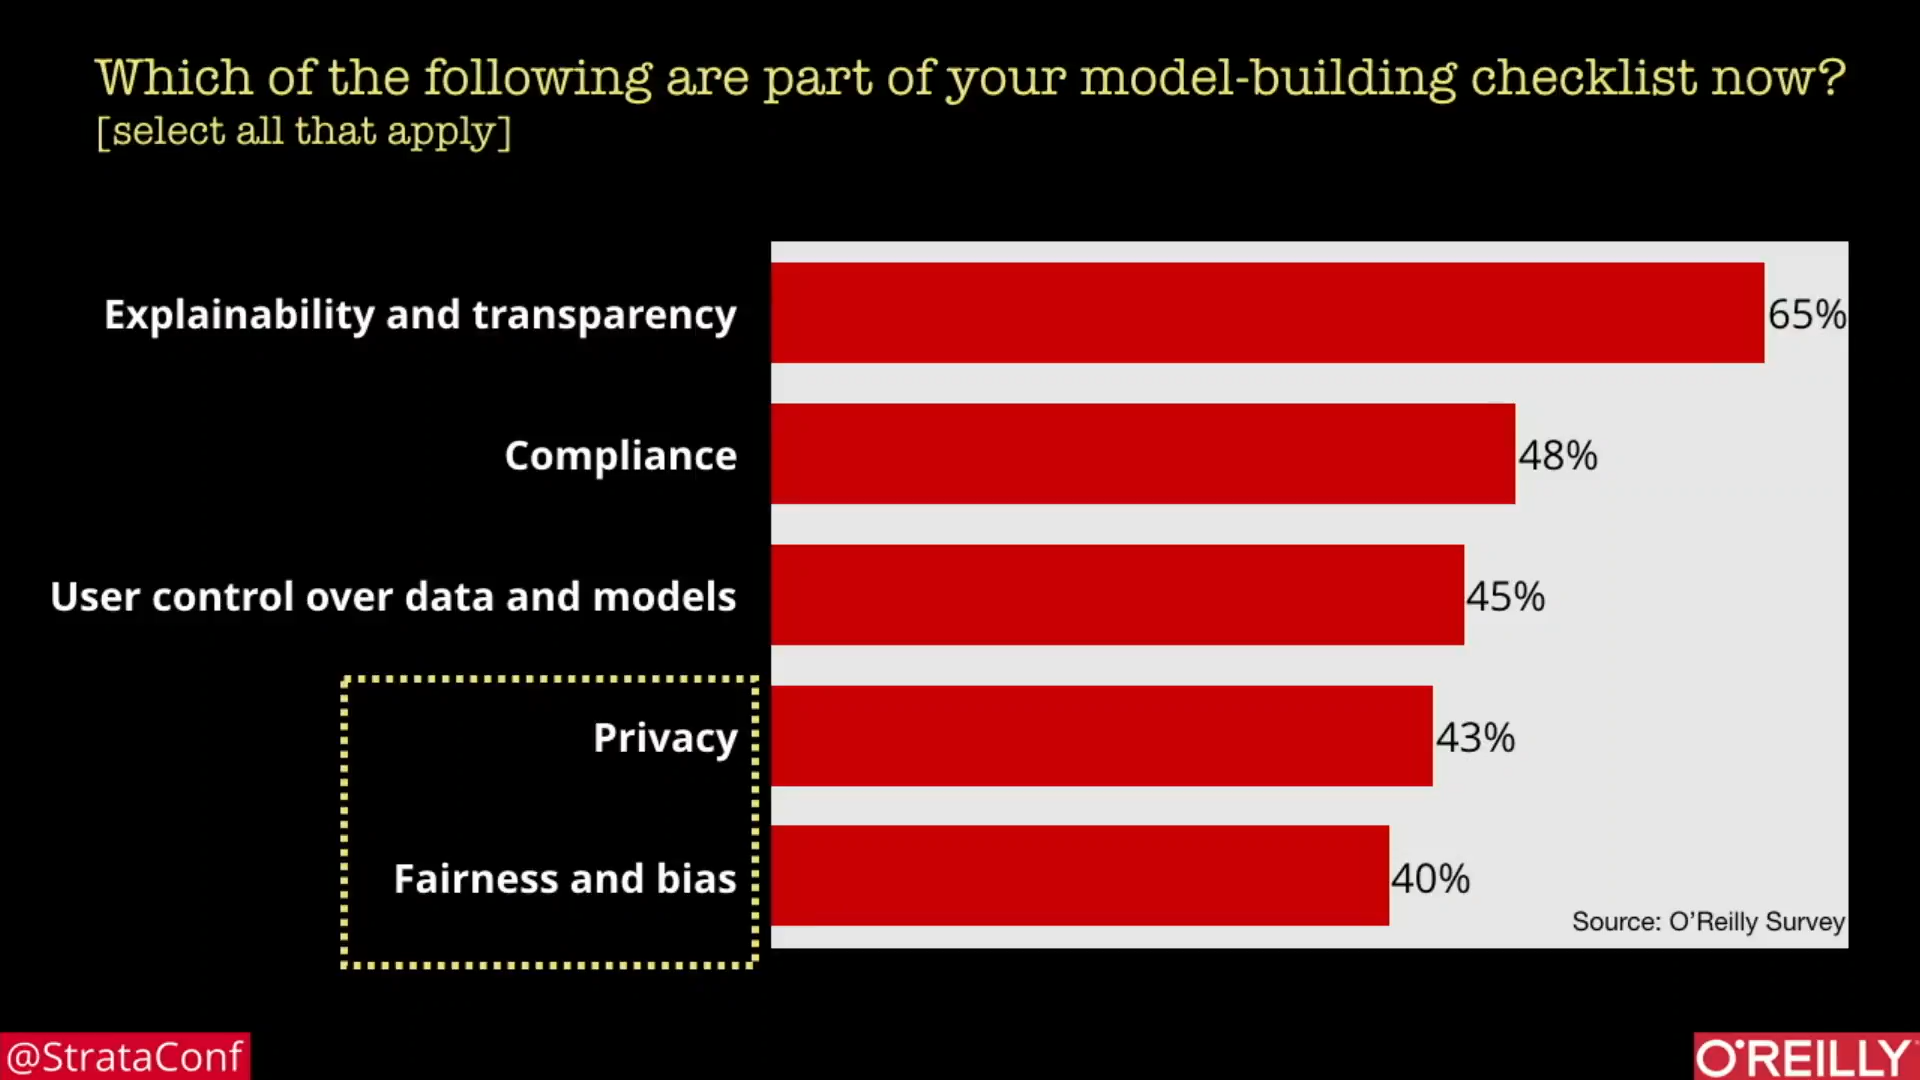 Which of the following are part of your model-building checklist now?
[select all that apply]
Explainability and transparency
65%
Compliance
48%
User control over data and models
45%
Privacy
43%
Fairness and bias
40%
Source: O’Reilly Survey
@StrataConf
O'REILLY